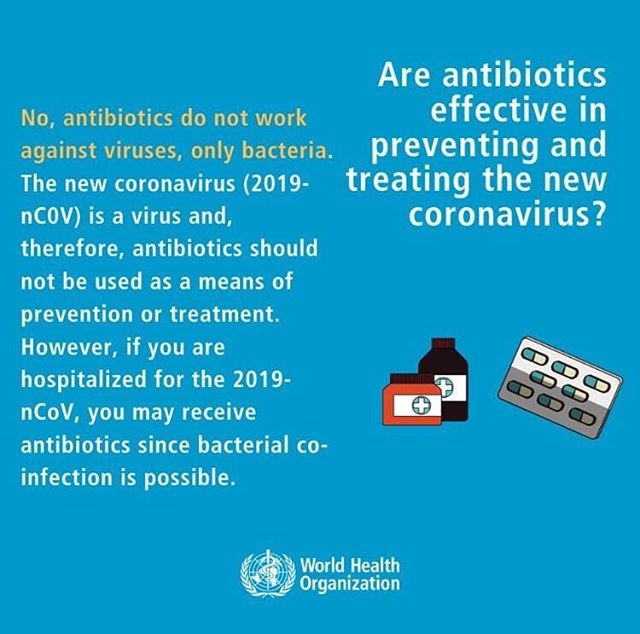 Are antibiotics
effective in
preventing and
treating the new
coronavirus?
No, antibiotics do not work
against viruses, only bacteria.
The new coronavirus (2019-
nC0V) is a virus and,
therefore, antibiotics should
not be used as a means of
prevention or treatment.
However, if you are
hospitalized for the 2019-
nCoV, you may receive
antibiotics since bacterial co-
infection is possible.
World Health
Organization